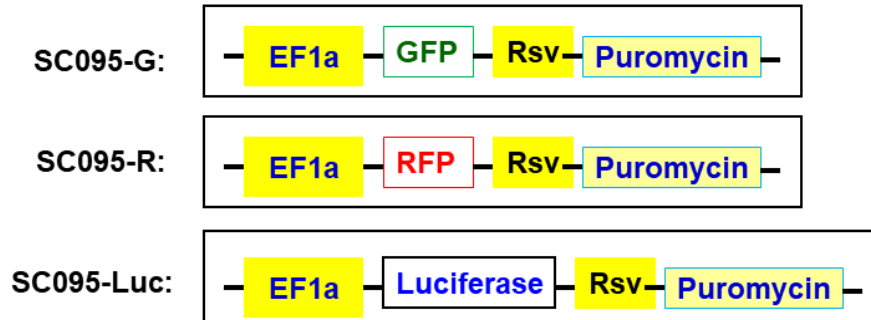 SC095-G: EF1a GFP Rsv Puromycin
SC095-R: EF1a RFP Rsv Puromycin
SC095-Luc: EF1a Luciferase Rsv Puromycin